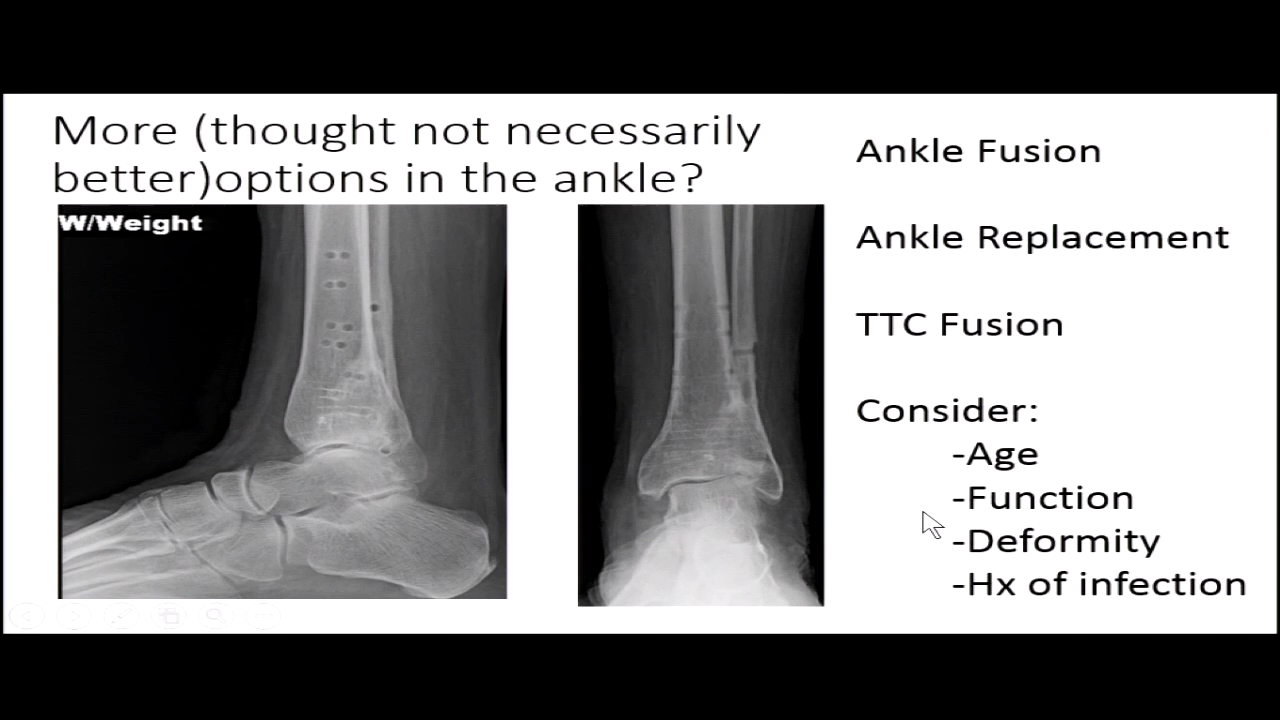 More (thought not necessarily
better)options in the ankle?
W/Weight
Ankle Fusion
Ankle Replacement
TTC Fusion
Consider:
-Age
-Function
-Deformity
-Hx of infection